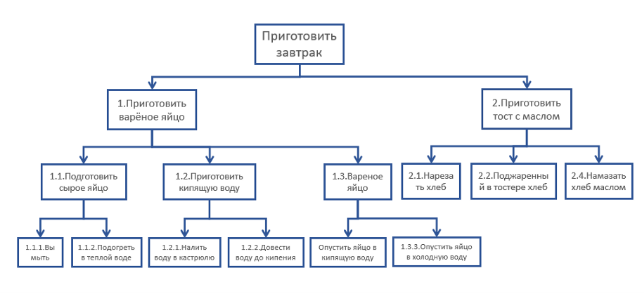 Приготовить
завтрак
1.Приготовить
варёное яйцо
2.Приготовить
тост с маслом
1.1.Подготовить
сырое яйцо
1.2.Приготовить
кипящую воду
1.3.Вареное
яйцо
2.1.Нареза
ть хлеб
2.2.Поджаренны
й в тостере хлеб
2.4.Намазать
хлеб маслом
1.1.1.Вы
мыть
1.1.2.Подогреть
в теплой воде
1.2.1.Налить
воду в кастрюлю
1.2.2.Довести
воду до кипения
Опустить яйцо в
кипящую воду
1.3.3.Опустить яйцо
в холодную воду